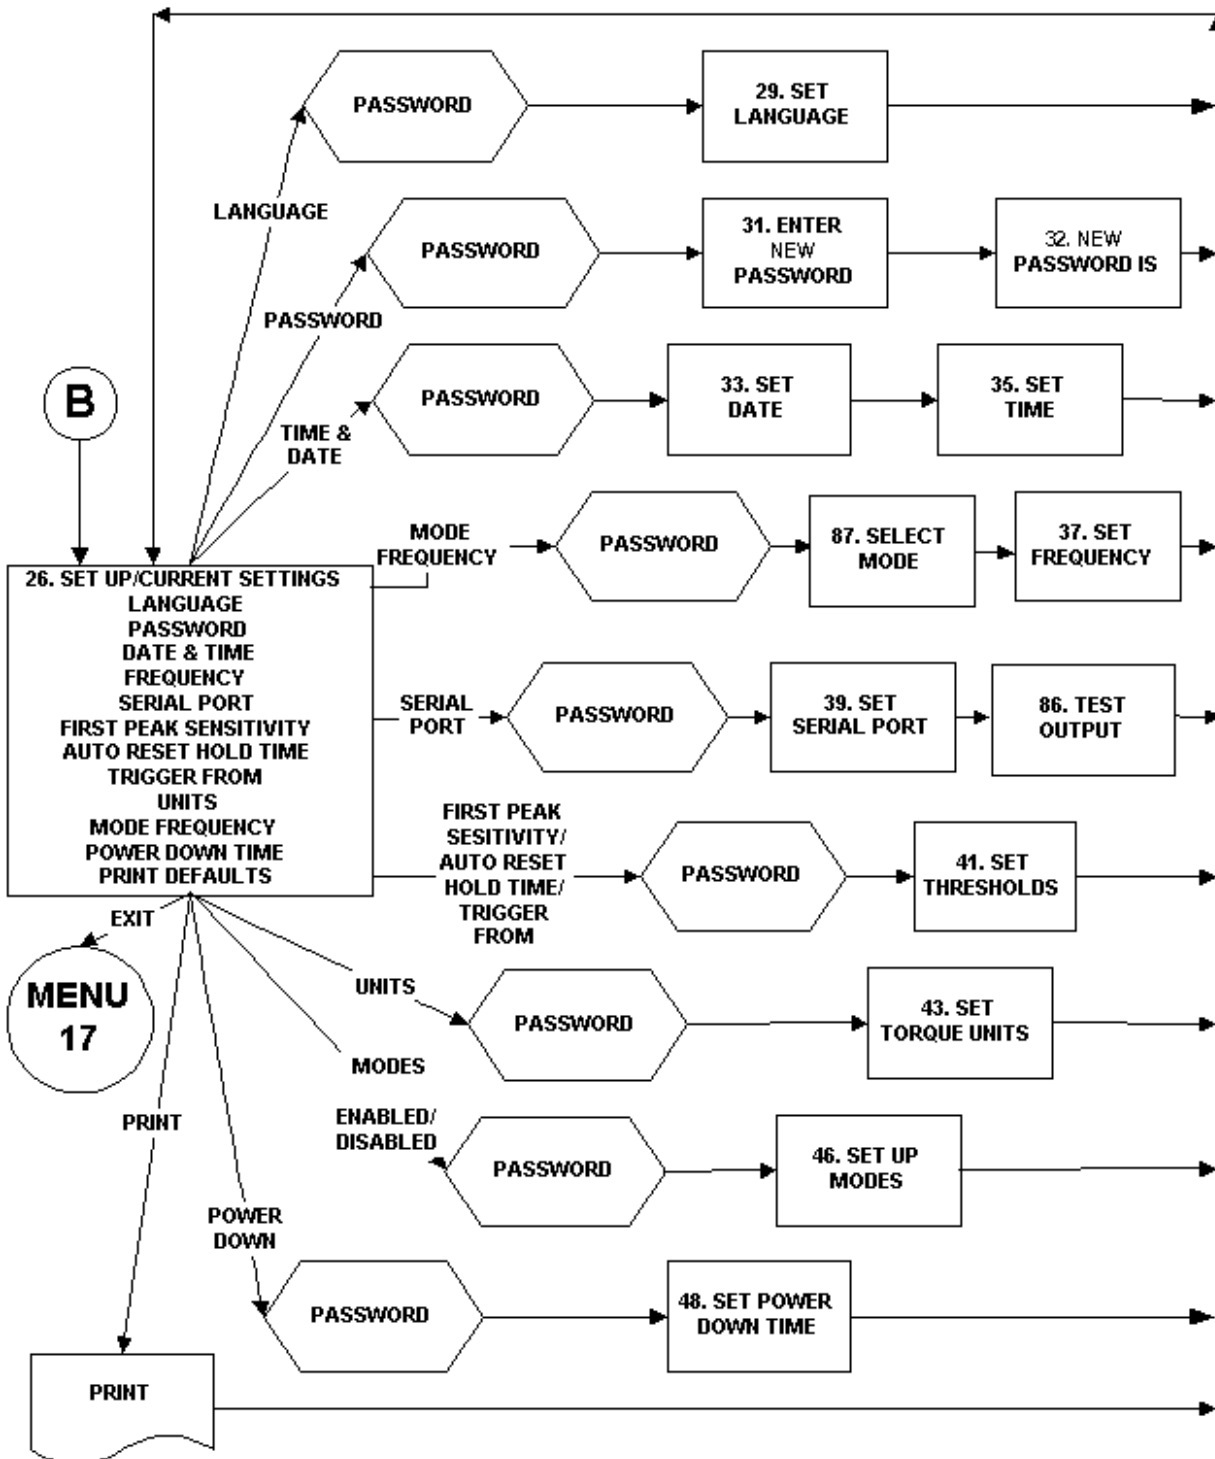 PASSWORD
29. SET
LANGUAGE
LANGUAGE
PASSWORD
31. ENTER
NEW
PASSWORD
32. NEW
PASSWORD IS
PASSWORD
PASSWORD
33. SET
DATE
35. SET
TIME
TIME &
DATE
B
MODE
FREQUENCY
PASSWORD
87. SELECT
MODE
37. SET
FREQUENCY
26. SET UP/CURRENT SETTINGS
LANGUAGE
PASSWORD
DATE & TIME
FREQUENCY
SERIAL PORT
FIRST PEAK SENSITIVITY
AUTO RESET HOLD TIME
TRIGGER FROM
UNITS
MODE FREQUENCY
POWER DOWN TIME
PRINT DEFAULTS
SERIAL
PORT
PASSWORD
39. SET
SERIAL PORT
86. TEST
OUTPUT
FIRST PEAK
SESITIVITY/
AUTO RESET
HOLD TIME/
TRIGGER
FROM
PASSWORD
41. SET
THRESHOLDS
EXIT
MENU
17
UNITS
PASSWORD
43. SET
TORQUE UNITS
MODES
PRINT
ENABLED/
DISABLED
PASSWORD
46. SET UP
MODES
POWER
DOWN
PASSWORD
48. SET POWER
DOWN TIME
PRINT